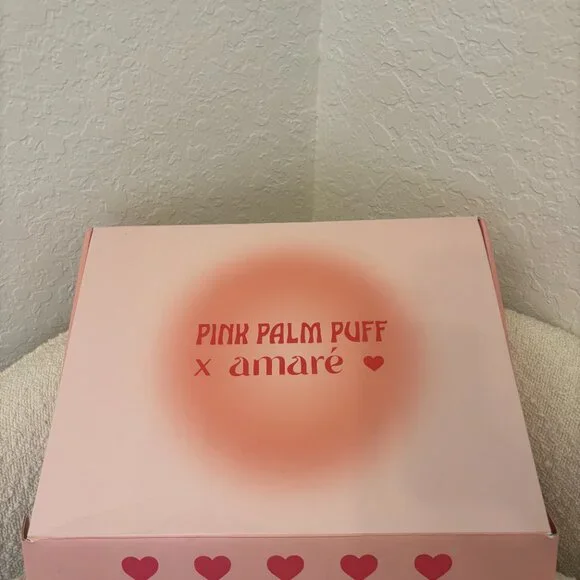 PINK PALM PUFF
x amaré ♥